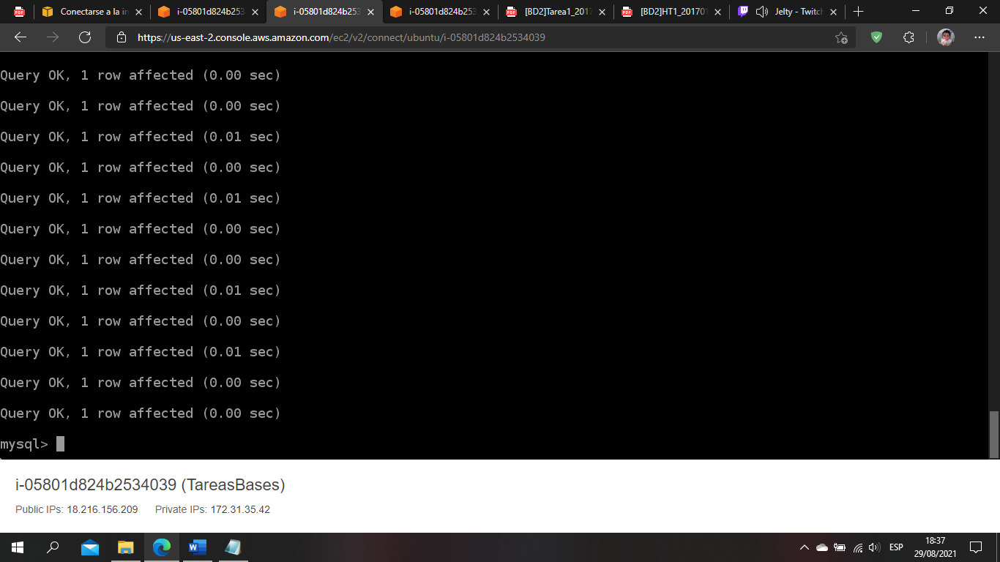 Conectarse a la in
i-05801d824b253
i-05801d824b253
i-05801d824b253
[BD2]Tarea1_2017
[BD2]HT1_20170
Jelty - Twitch
https://us-east-2.console.aws.amazon.com/ec2/v2/connect/ubuntu/i-05801d824b2534039
Query OK, 1 row affected (0.00 sec)
Query OK, 1 row affected (0.00 sec)
Query OK, 1 row affected (0.01 sec)
Query OK, 1 row affected (0.00 sec)
Query OK, 1 row affected (0.01 sec)
Query OK, 1 row affected (0.00 sec)
Query OK, 1 row affected (0.00 sec)
Query OK, 1 row affected (0.01 sec)
Query OK, 1 row affected (0.00 sec)
Query OK, 1 row affected (0.01 sec)
Query OK, 1 row affected (0.00 sec)
Query OK, 1 row affected (0.00 sec)
mysql>
i-05801d824b2534039 (TareasBases)
Public IPs: 18.216.156.209 Private IPs: 172.31.35.42
ESP
18:37
29/08/2021